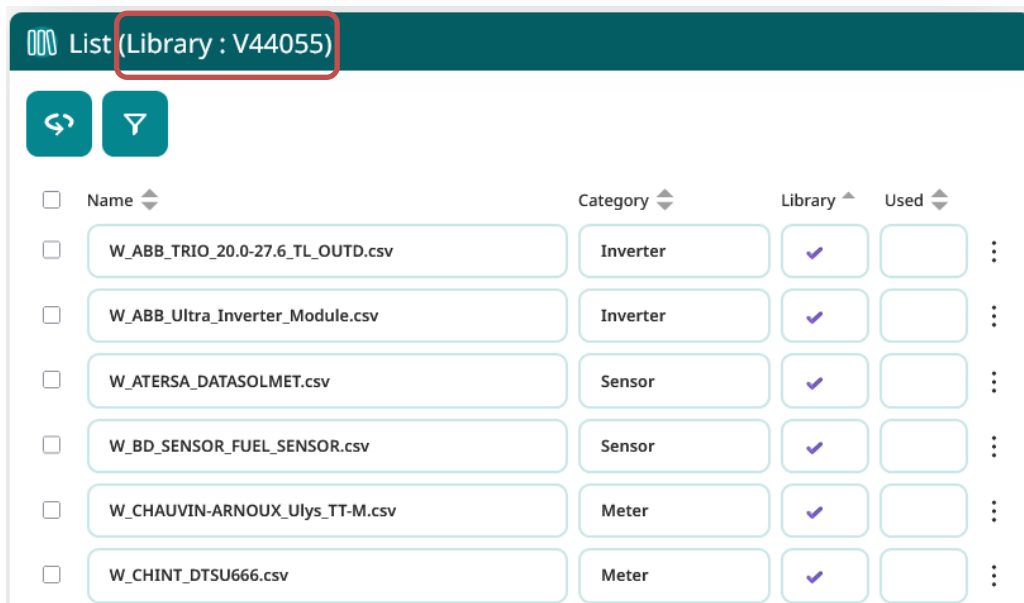 List (Library : V44055)
Name Category Library Used
W_ABB_TRIO_20.0-27.6_TL_OUTD.csv Inverter
W_ABB_Ultra_Inverter_Module.csv Inverter
W_ATERSA_DATASOLMET.csv Sensor
W_BD_SENSOR_FUEL_SENSOR.csv Sensor
W_CHAUVIN-ARNOUX_Ulys_TT-M.csv Meter
W_CHINT_DTSU666.csv Meter